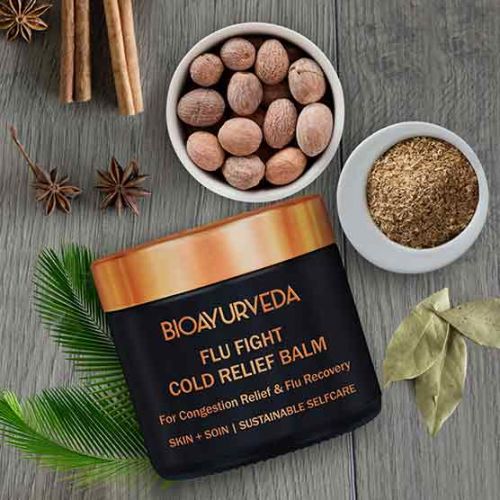 BIOAYURVEDA
FLU FIGHT
COLD RELIEF BALM
For Congestion Relief & Flu Recovery
SKIN + SOIN | SUSTAINABLE SELFCARE